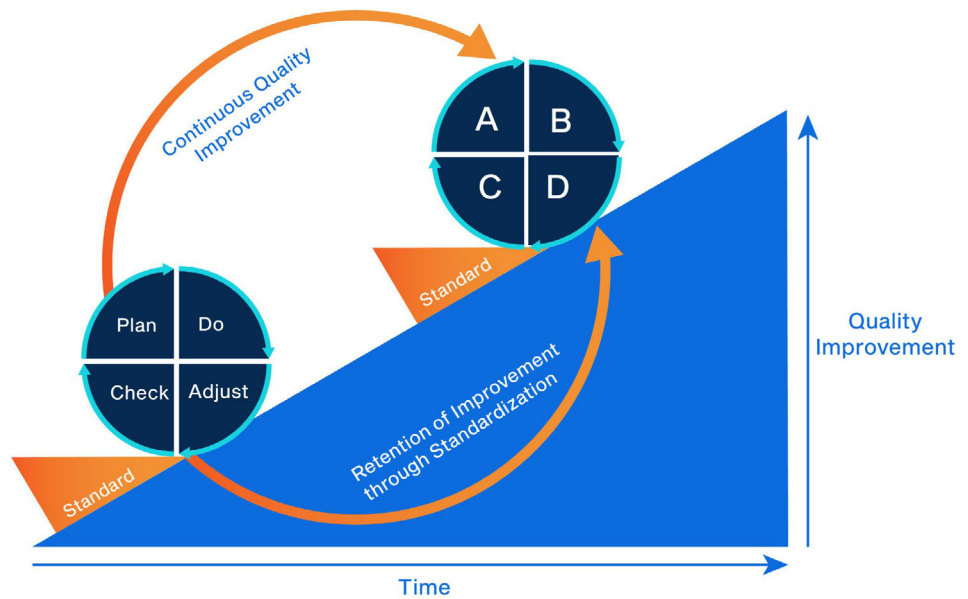 Continuous Quality
Improvement
A
B
C
D
Standard
Plan
Do
Check
Adjust
Standard
Retention of Improvement
through Standardization
Quality
Improvement
Time